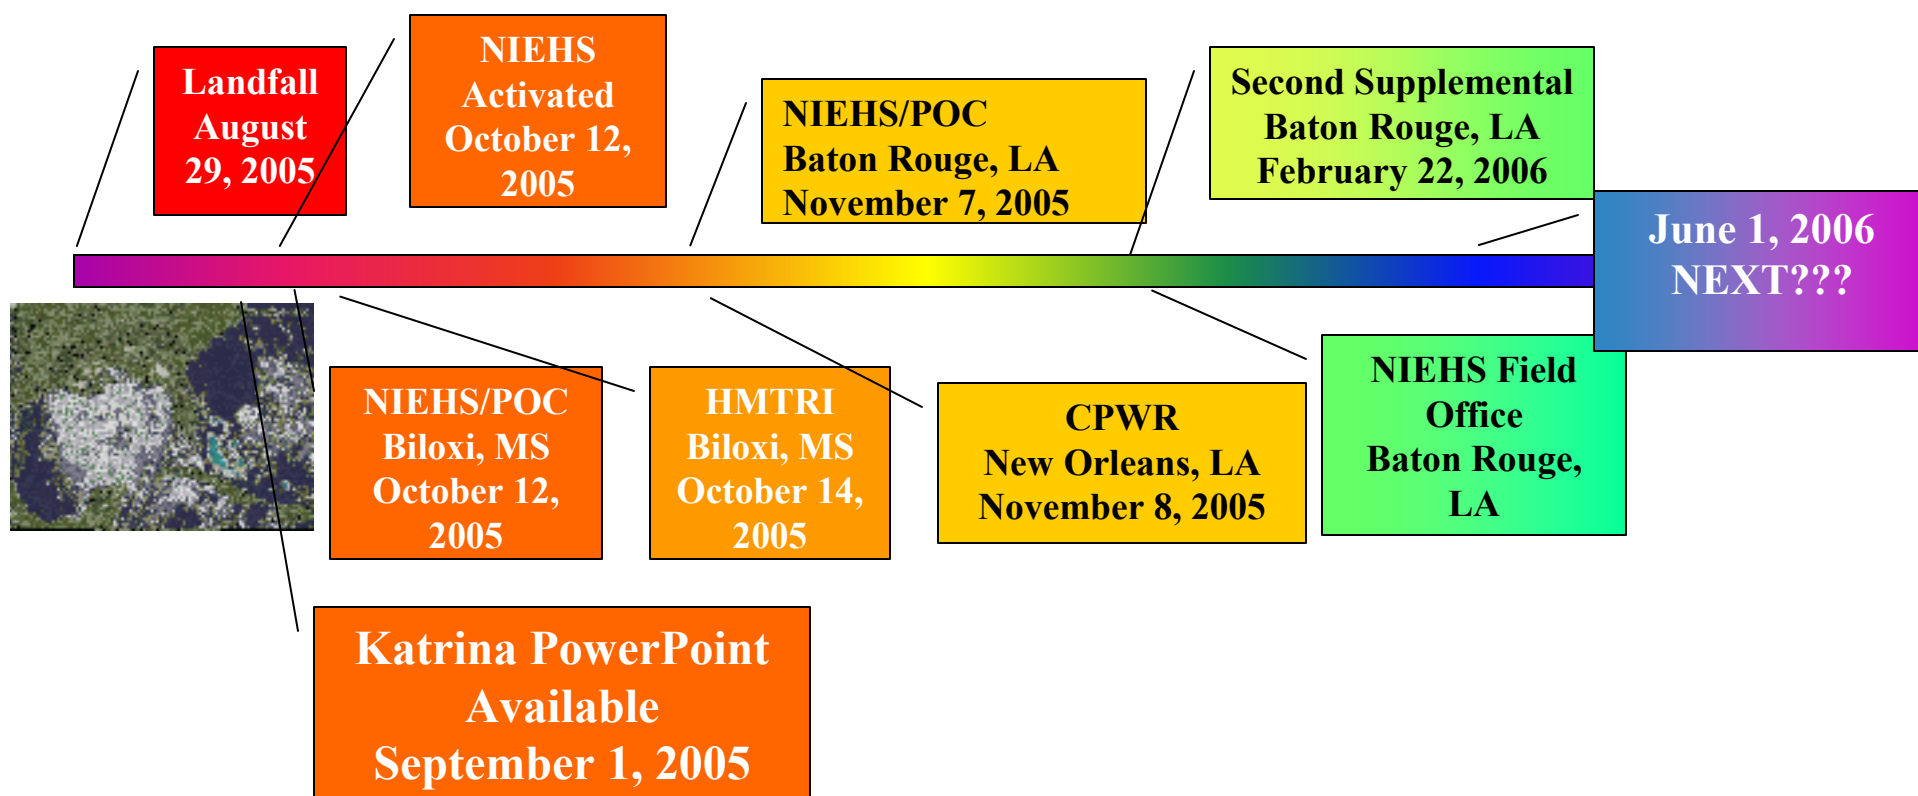 Landfall
August
29, 2005
NIEHS
Activated
October 12,
2005
NIEHS/POC
Baton Rouge, LA
November 7, 2005
Second Supplemental
Baton Rouge, LA
February 22, 2006
June 1, 2006
NEXT???
NIEHS/POC
Biloxi, MS
October 12,
2005
HMTRI
Biloxi, MS
October 14,
2005
CPWR
New Orleans, LA
November 8, 2005
NIEHS Field
Office
Baton Rouge,
LA
Katrina PowerPoint
Available
September 1, 2005